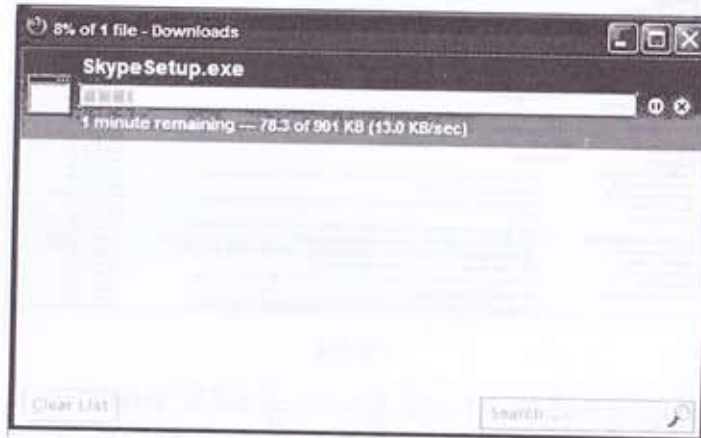 8% of 1 file - Downloads
SkypeSetup.exe
1 minute remaining — 78.3 of 901 KB (13.0 KB/sec)
Clear List
Search...